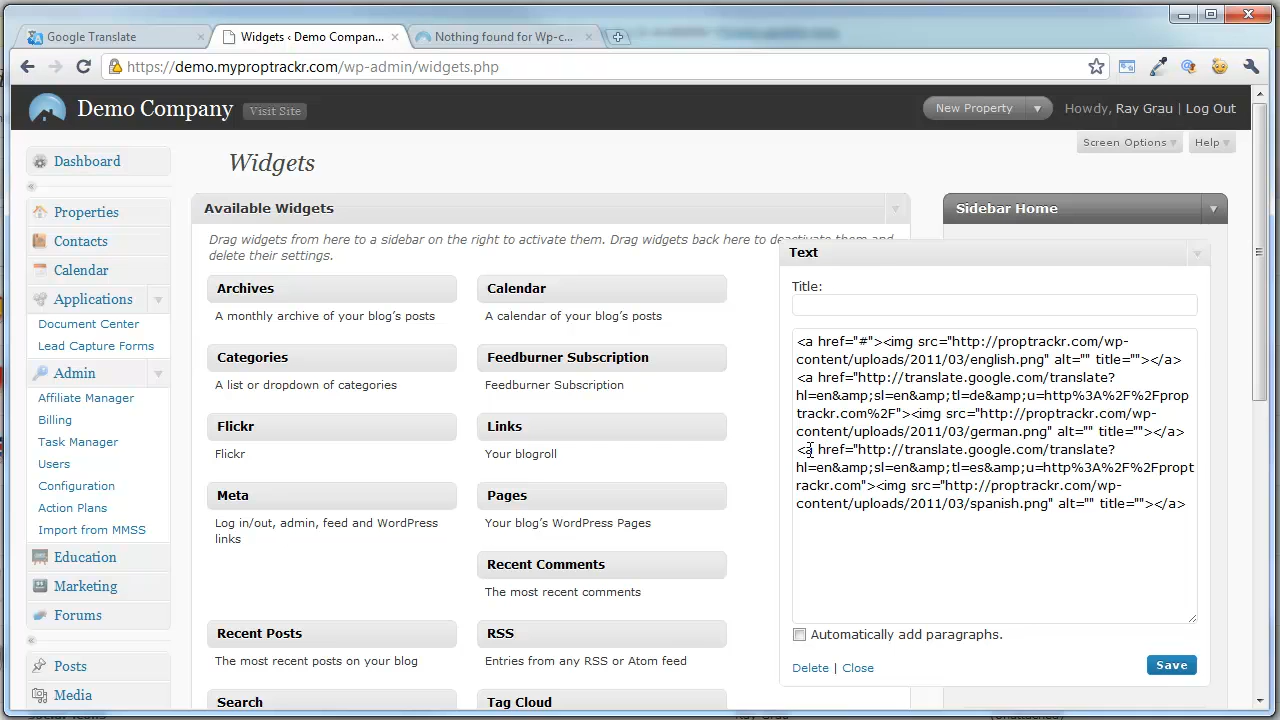 Google Translate
Widgets ‹ Demo Compan...
Nothing found for Wp-c...
https://demo.myproptrackr.com/wp-admin/widgets.php
Demo Company
Visit Site
New Property
Howdy, Ray Grau | Log Out
Screen Options
Help
Widgets
Dashboard
Properties
Contacts
Calendar
Applications
Document Center
Lead Capture Forms
Admin
Affiliate Manager
Billing
Task Manager
Users
Configuration
Action Plans
Import from MMSS
Education
Marketing
Forums
Posts
Media
Available Widgets
Drag widgets from here to a sidebar on the right to activate them. Drag widgets back here to deactivate them and
delete their settings.
Archives
A monthly archive of your blog's posts
Calendar
A calendar of your blog's posts
Categories
A list or dropdown of categories
Feedburner Subscription
Feedburner Subscription
Flickr
Flickr
Links
Your blogroll
Meta
Log in/out, admin, feed and WordPress
links
Pages
Your blog's WordPress Pages
Recent Comments
The most recent comments
Recent Posts
The most recent posts on your blog
RSS
Entries from any RSS or Atom feed
Search
Tag Cloud
Sidebar Home
Text
Title:
<a href="#"><img src="http://proptrackr.com/wp-
content/uploads/2011/03/english.png" alt="" title=""></a>
<a href="http://translate.google.com/translate?
hl=en&amp;sl=en&amp;tl=de&amp;u=http%3A%2F%2Fprop
trackr.com%2F"><img src="http://proptrackr.com/wp-
content/uploads/2011/03/german.png" alt="" title=""></a>
<a href="http://translate.google.com/translate?
hl=en&amp;sl=en&amp;tl=es&amp;u=http%3A%2F%2Fpropt
rackr.com"><img src="http://proptrackr.com/wp-
content/uploads/2011/03/spanish.png" alt="" title=""></a>
Automatically add paragraphs.
Delete | Close
Save